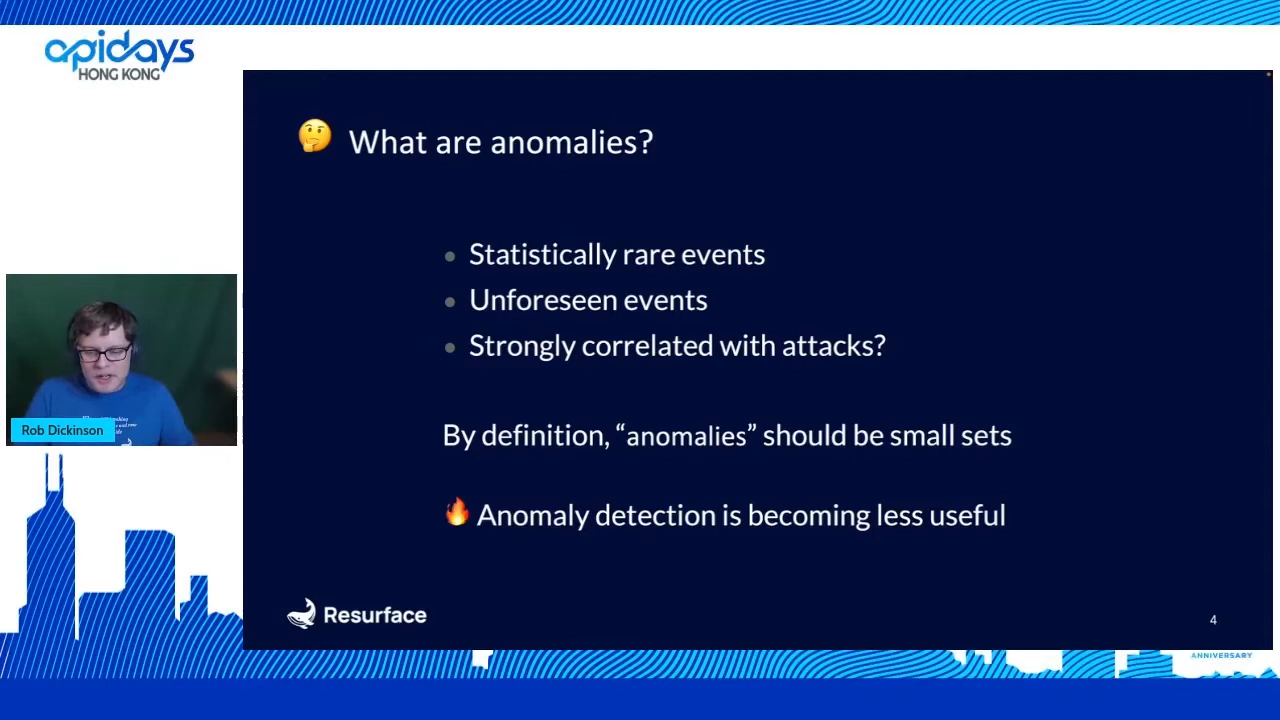 apidays
HONG KONG
🤔 What are anomalies?
• Statistically rare events
• Unforeseen events
• Strongly correlated with attacks?
By definition, “anomalies” should be small sets
🔥 Anomaly detection is becoming less useful
Rob Dickinson
Resurface
4
ANNIVERSARY